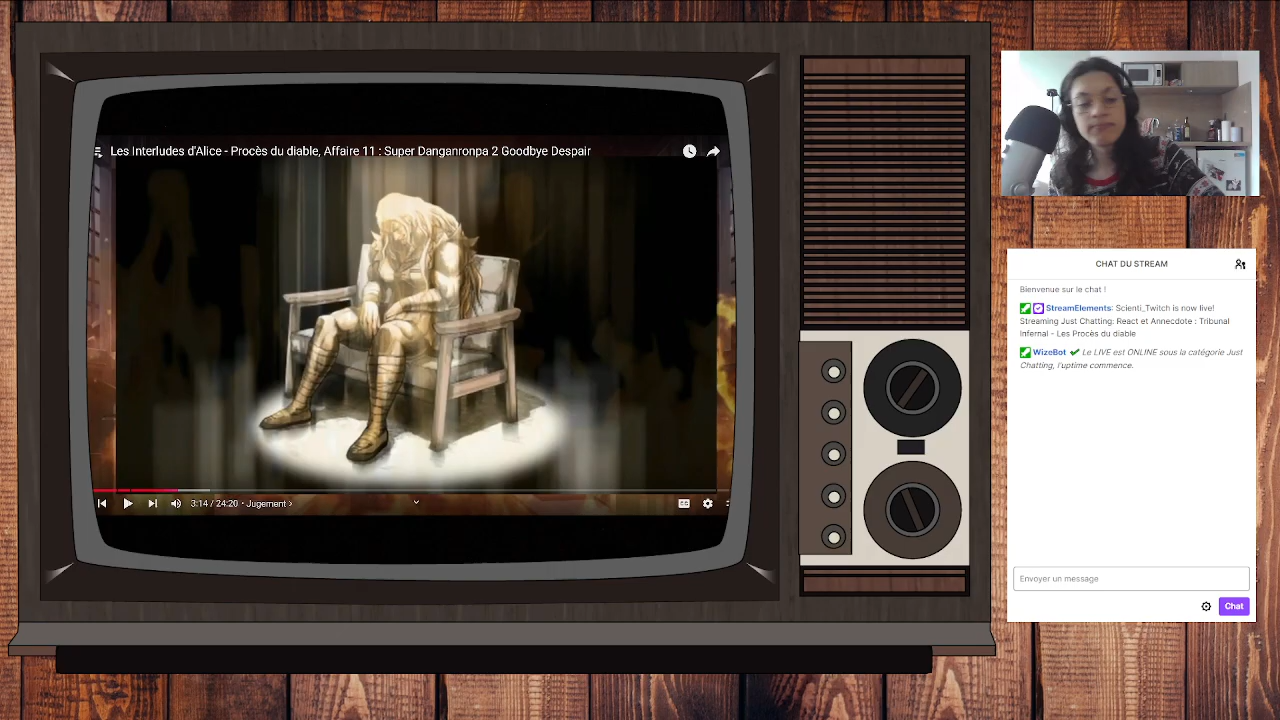 Les Interludes d'Alice - Procès du diable, Affaire 11 : Super Danganronpa 2 Goodbye Despair
3:14 / 24:20 • Jugement ›
CHAT DU STREAM
Bienvenue sur le chat !
StreamElements: Scienti_Twitch is now live!
Streaming Just Chatting: React et Annecdote : Tribunal
Infernal - Les Procès du diable
WizeBot ✔ Le LIVE est ONLINE sous la catégorie Just
Chatting, l'uptime commence.
Envoyer un message
Chat